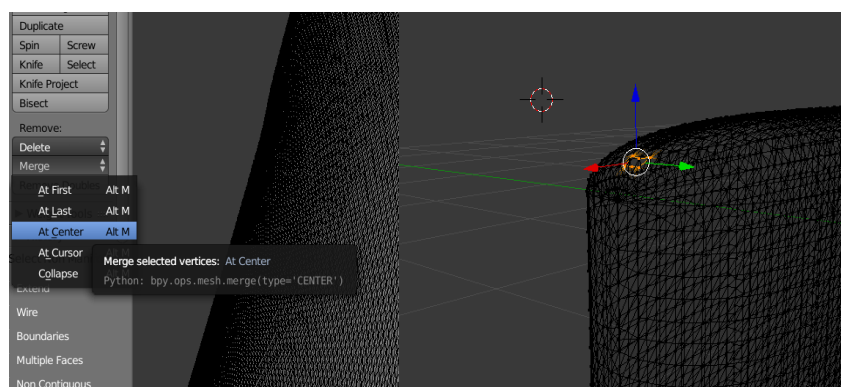 Duplicate
Spin Screw
Knife Select
Knife Project
Bisect
Remove:
Delete
Merge
At First Alt M
At Last Alt M
At Center Alt M
At Cursor
Collapse
Merge selected vertices: At Center
Python: bpy.ops.mesh.merge(type='CENTER')
Extend
Wire
Boundaries
Multiple Faces
Non Contiguous